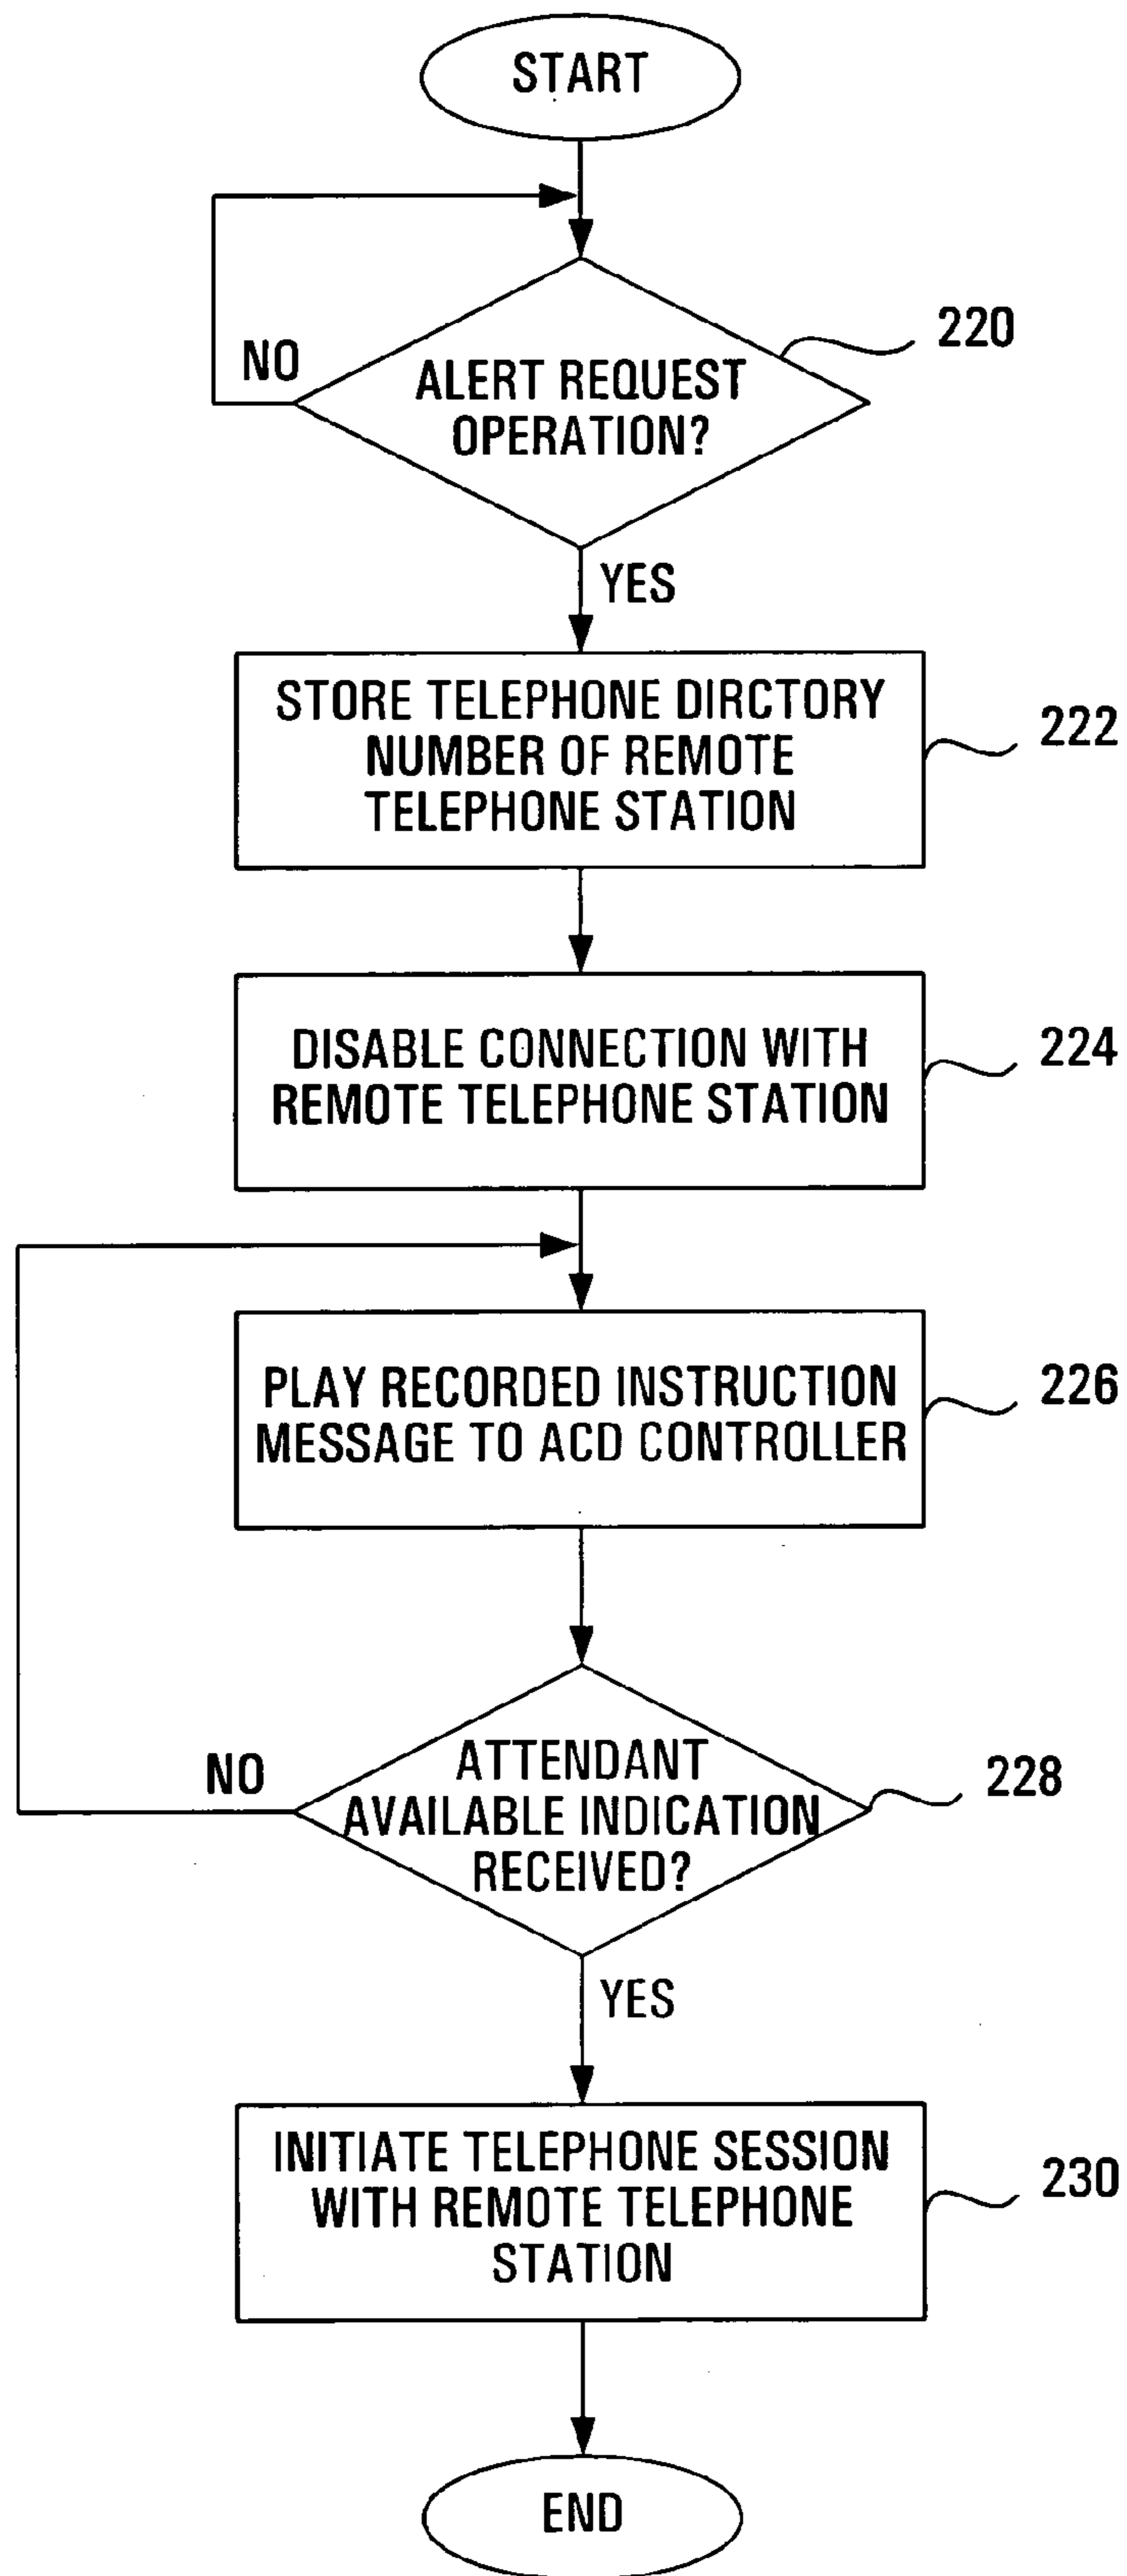 START
220
NO
ALERT REQUEST
OPERATION?
YES
STORE TELEPHONE DIRCTORY
NUMBER OF REMOTE
TELEPHONE STATION
222
DISABLE CONNECTION WITH
REMOTE TELEPHONE STATION
224
PLAY RECORDED INSTRUCTION
MESSAGE TO ACD CONTROLLER
226
NO
ATTENDANT
AVAILABLE INDICATION
RECEIVED?
228
YES
INITIATE TELEPHONE SESSION
WITH REMOTE TELEPHONE
STATION
230
END